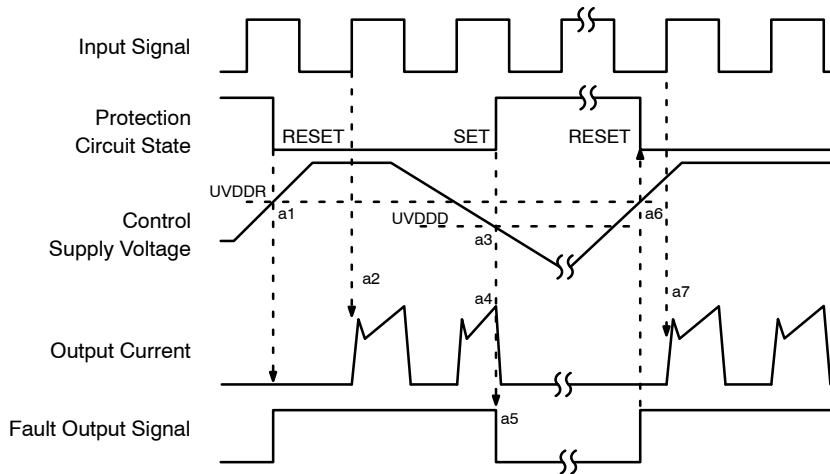 Input Signal
Protection
Circuit State
RESET
SET
RESET
UVDDR
a1
a6
Control
Supply Voltage
UVDDD
a3
a2
a4
a7
Output Current
a5
Fault Output Signal